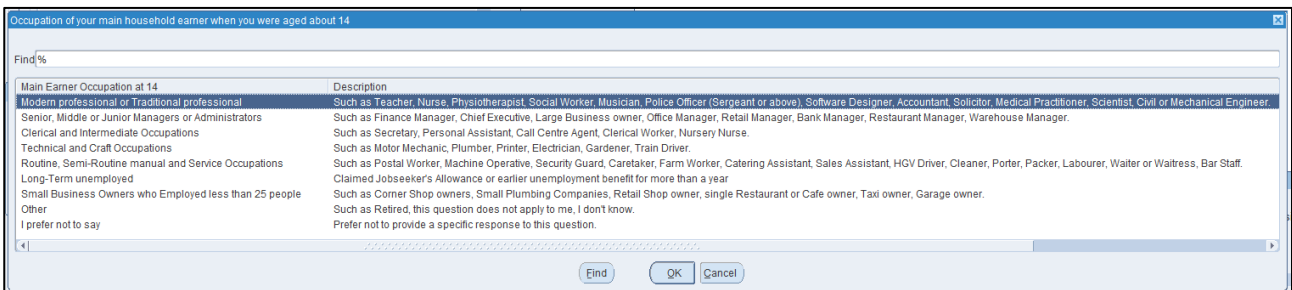 Occupation of your main household earner when you were aged about 14
Find %
Main Earner Occupation at 14 Description
Modern professional or Traditional professional Such as Teacher, Nurse, Physiotherapist, Social Worker, Musician, Police Officer (Sergeant or above), Software Designer, Accountant, Solicitor, Medical Practitioner, Scientist, Civil or Mechanical Engineer.
Senior, Middle or Junior Managers or Administrators Such as Finance Manager, Chief Executive, Large Business owner, Office Manager, Retail Manager, Bank Manager, Restaurant Manager, Warehouse Manager.
Clerical and Intermediate Occupations Such as Secretary, Personal Assistant, Call Centre Agent, Clerical Worker, Nursery Nurse.
Technical and Craft Occupations Such as Motor Mechanic, Plumber, Printer, Electrician, Gardener, Train Driver.
Routine, Semi-Routine manual and Service Occupations Such as Postal Worker, Machine Operative, Security Guard, Caretaker, Farm Worker, Catering Assistant, Sales Assistant, HGV Driver, Cleaner, Porter, Packer, Labourer, Waiter or Waitress, Bar Staff.
Long-Term unemployed Claimed Jobseeker's Allowance or earlier unemployment benefit for more than a year
Small Business Owners who Employed less than 25 people Such as Corner Shop owners, Small Plumbing Companies, Retail Shop owner, single Restaurant or Cafe owner, Taxi owner, Garage owner.
Other Such as Retired, this question does not apply to me, I don't know.
I prefer not to say Prefer not to provide a specific response to this question.
Find OK Cancel